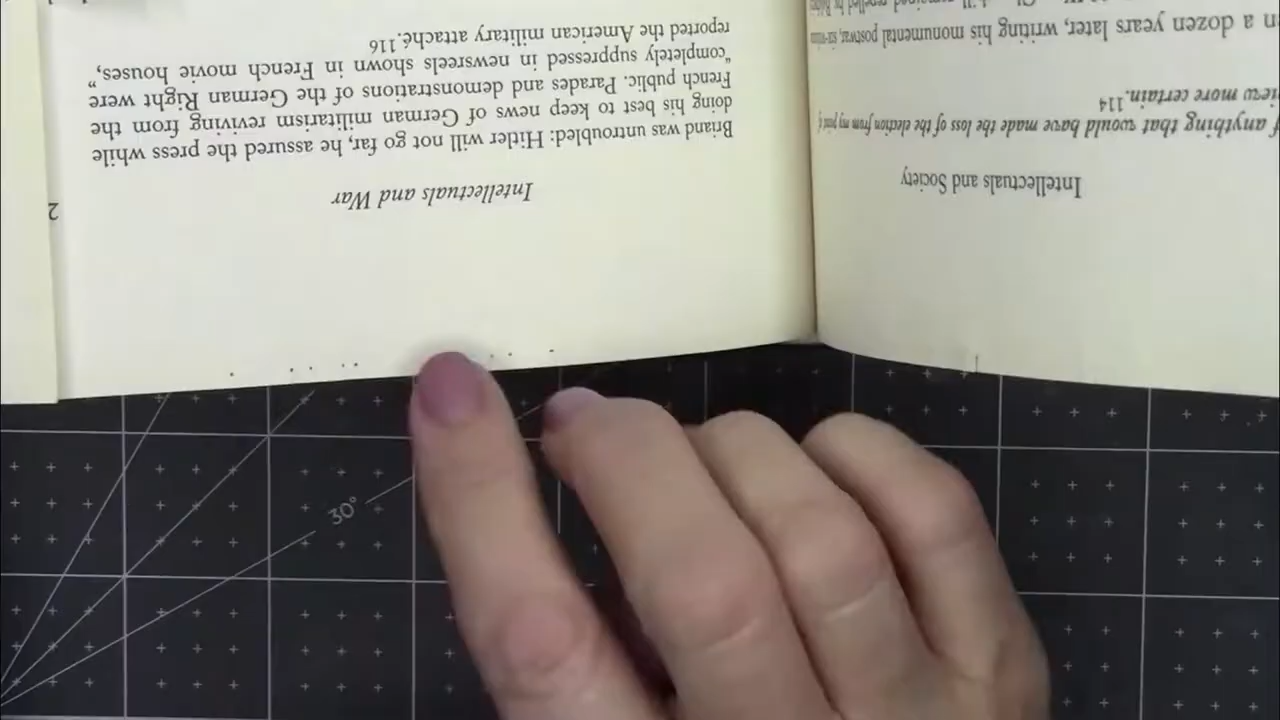 Intellectuals and War
2
Briand was untroubled: Hitler will not go far, he assured the press while
doing his best to keep news of German militarism reviving from the
French public. Parades and demonstrations of the German Right were
“completely suppressed in newsreels shown in French movie houses,”
reported the American military attaché.116
Intellectuals and Society
f anything that would have made the loss of the election from my
iew more certain.114
n a dozen years later, writing his monumental postwar, six-
30°